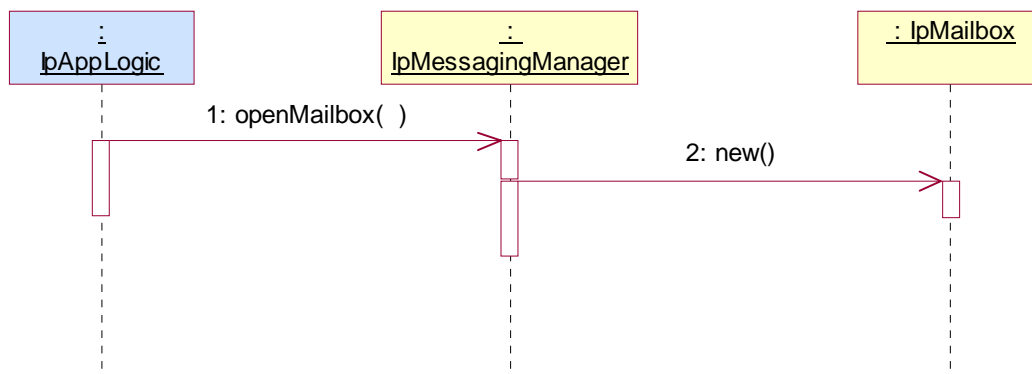 :
IpAppLogic
:
IpMessagingManager
: IpMailbox
1: openMailbox( )
2: new()